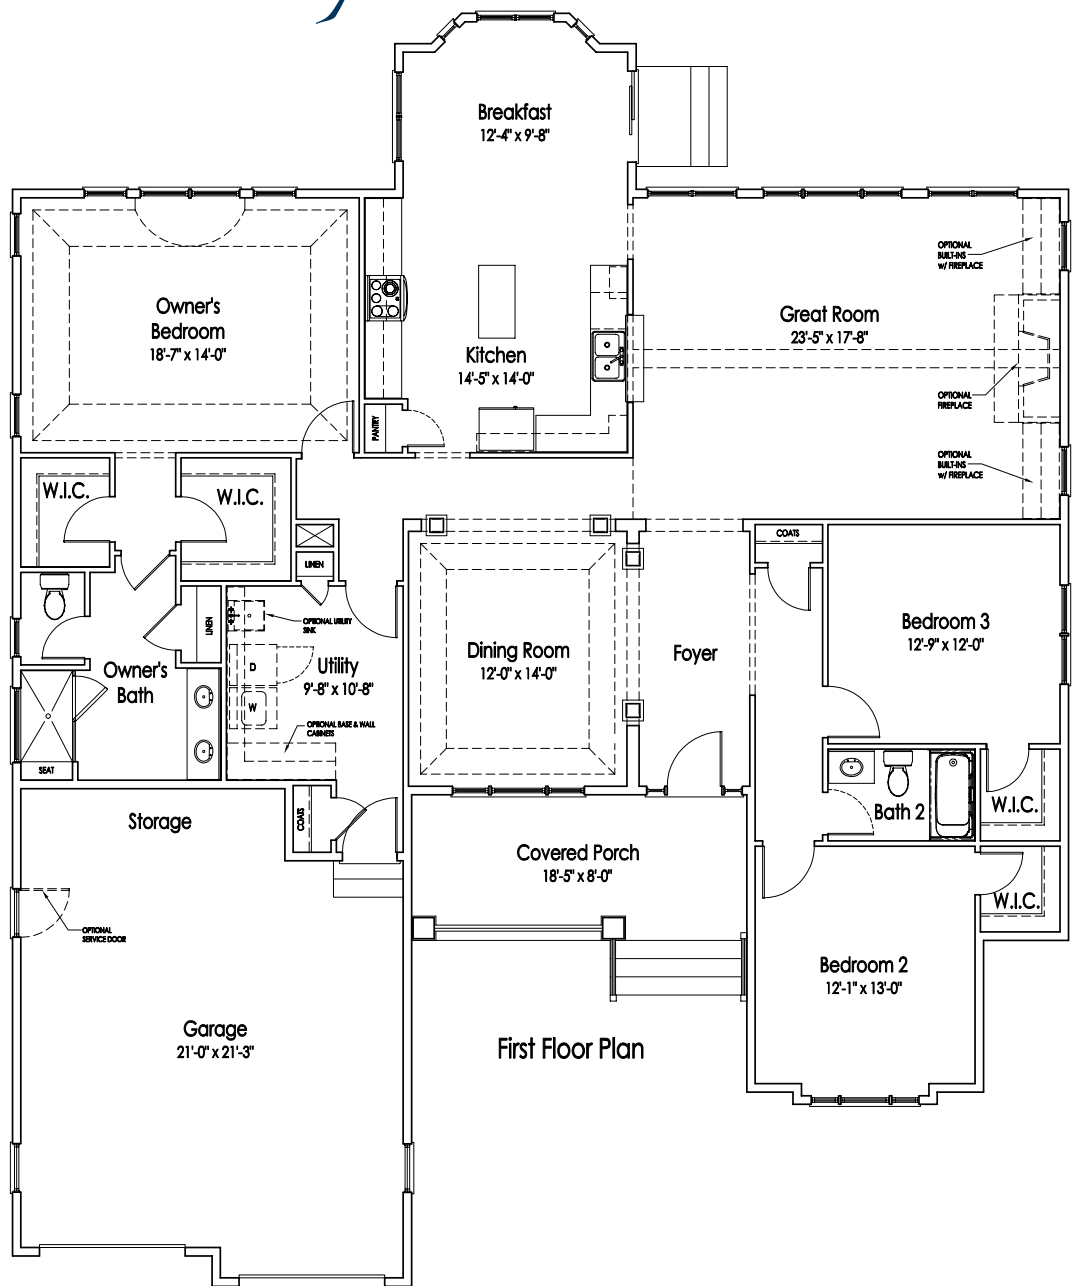 Breakfast
12'-4" x 9'-8"
OPTIONAL
BUILT-INS
w/ FIREPLACE
Owner's
Bedroom
18'-7" x 14'-0"
Great Room
23'-5" x 17'-8"
Kitchen
14'-5" x 14'-0"
OPTIONAL
FIREPLACE
PANTRY
OPTIONAL
BUILT-INS
w/ FIREPLACE
W.I.C.
W.I.C.
COATS
LINEN
OPTIONAL UTILITY
SINK
LINEN
Bedroom 3
12'-9" x 12'-0"
Dining Room
12'-0" x 14'-0"
Foyer
D
Utility
9'-8" x 10'-8"
Owner's
Bath
W
OPTIONAL BASE & WALL
CABINETS
SEAT
COATS
Storage
Bath 2
W.I.C.
Covered Porch
18'-5" x 8'-0"
W.I.C.
OPTIONAL
SERVICE DOOR
Bedroom 2
12'-1" x 13'-0"
Garage
21'-0" x 21'-3"
First Floor Plan